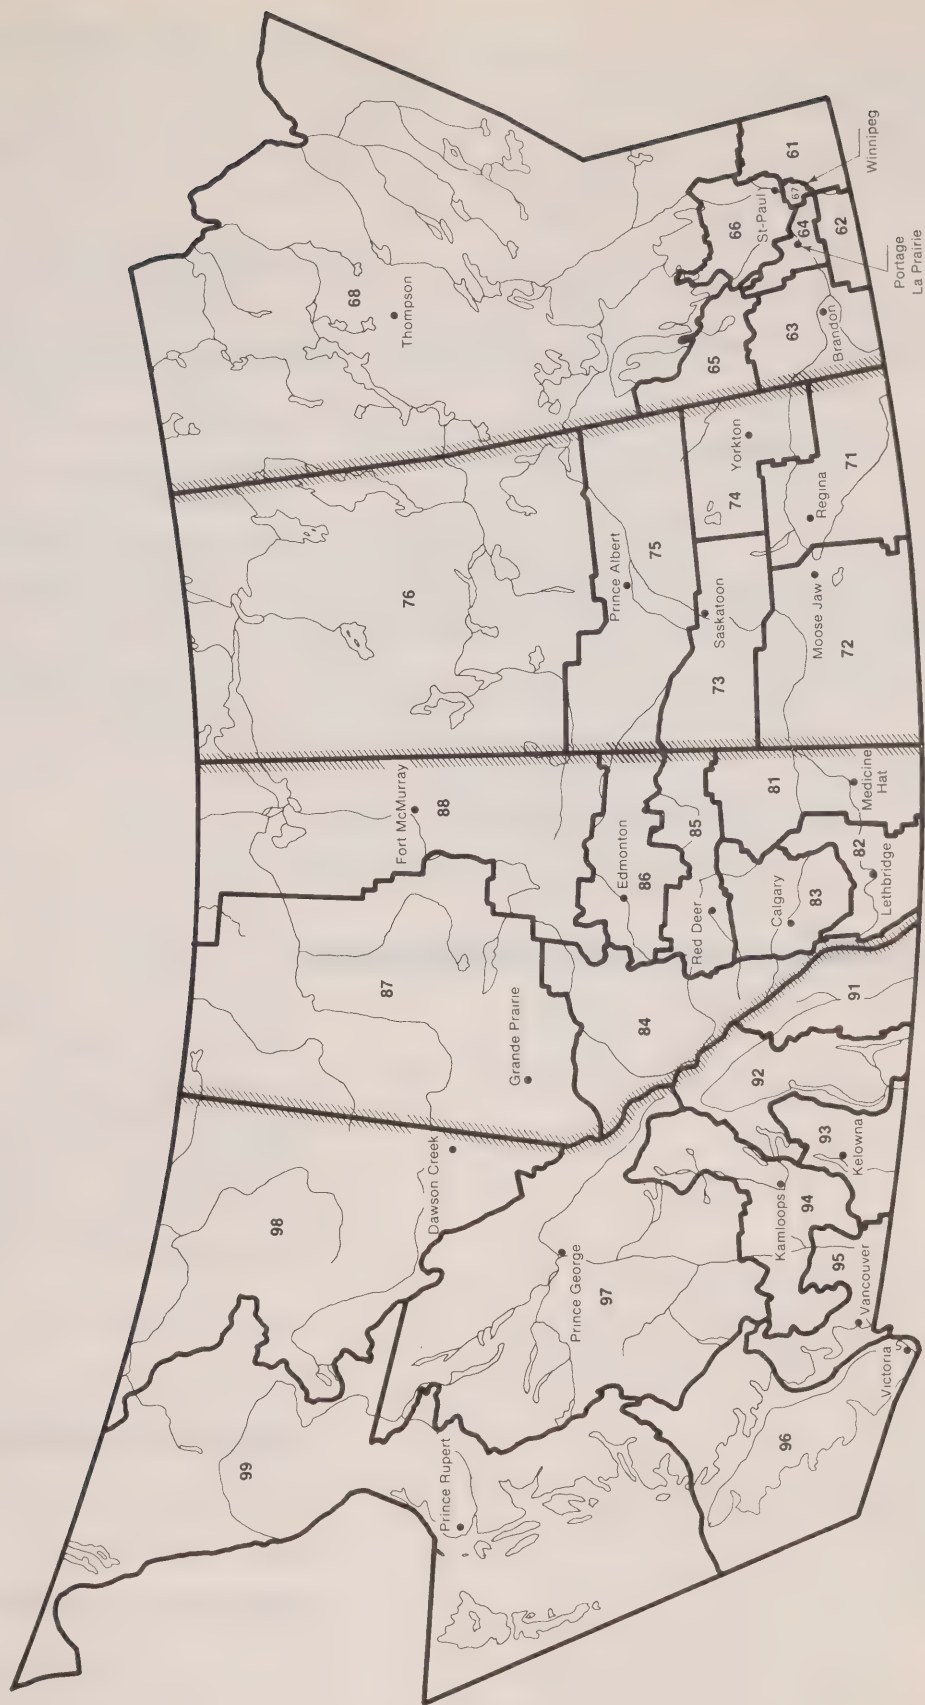 99
98
Dawson Creek
Prince Rupert
Prince George
97
96
Victoria
Vancouver
95
Kamloops
94
93
Kelowna
92
91
87
Grande Prairie
84
88
Fort McMurray
Edmonton
86
85
Red Deer
Calgary
83
82
Lethbridge
81
Medicine
Hat
76
Prince Albert
75
Saskatoon
73
74
Yorkton
Regina
71
Moose Jaw
72
68
Thompson
65
66
St-Paul
67
64
63
Brandon
62
61
Portage
La Prairie
Winnipeg